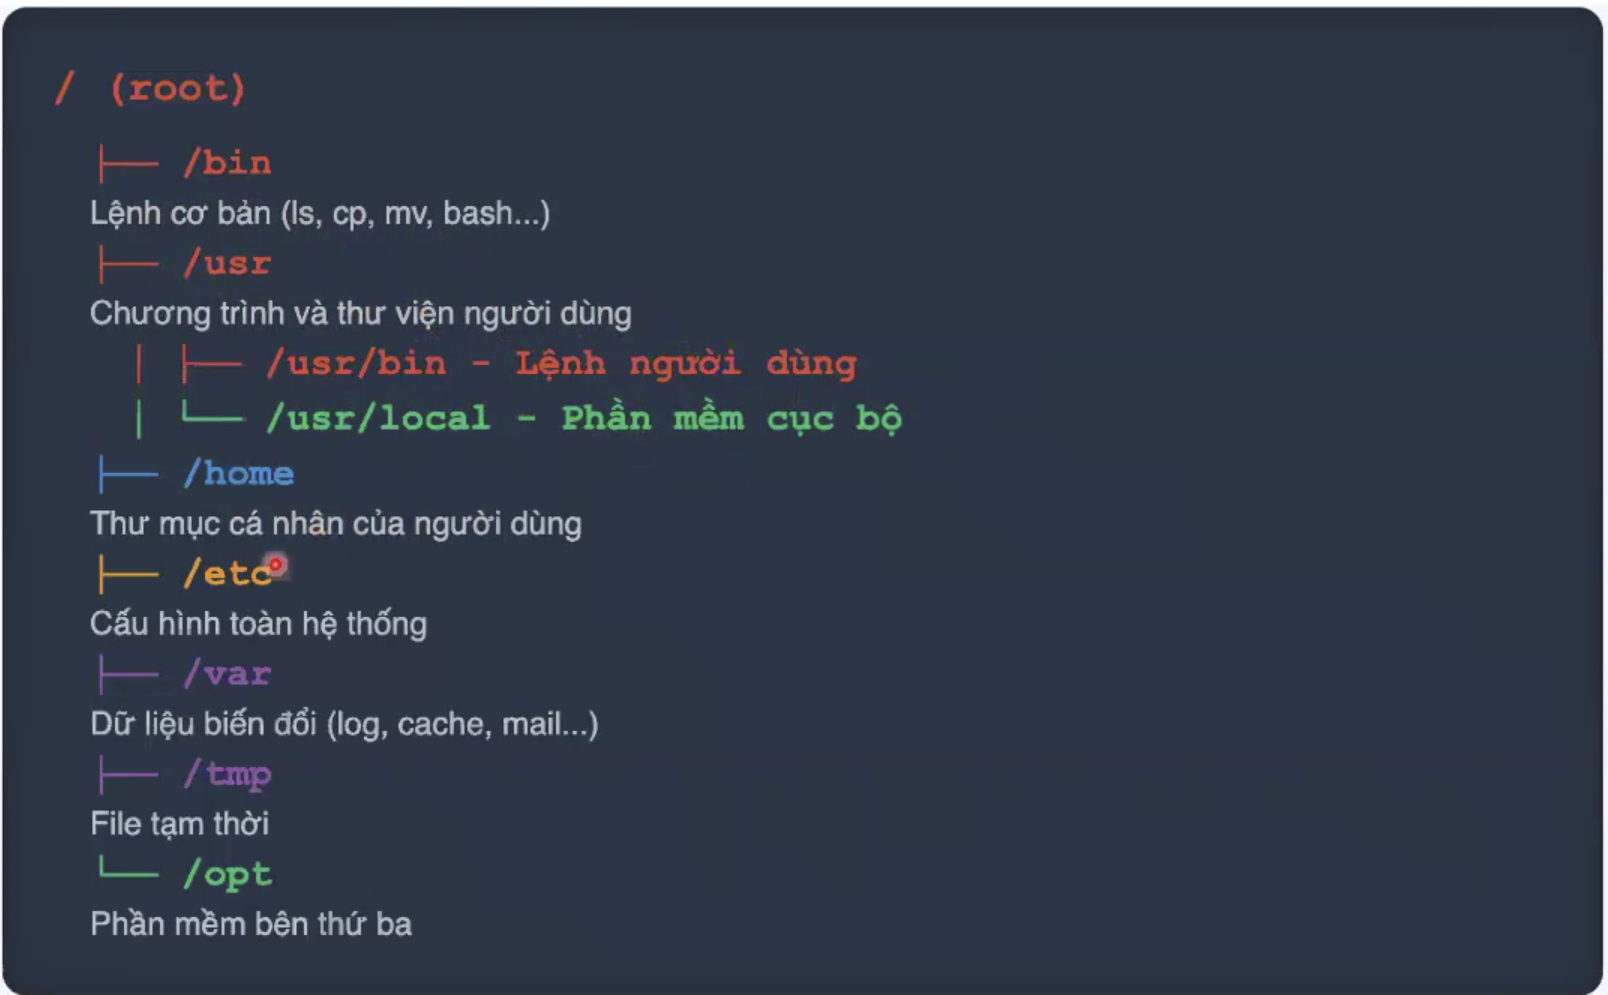 / (root)
├── /bin
Lệnh cơ bản (ls, cp, mv, bash...)
├── /usr
Chương trình và thư viện người dùng
│ ├── /usr/bin - Lệnh người dùng
│ └── /usr/local - Phần mềm cục bộ
├── /home
Thư mục cá nhân của người dùng
├── /etc
Cấu hình toàn hệ thống
├── /var
Dữ liệu biến đổi (log, cache, mail...)
├── /tmp
File tạm thời
└── /opt
Phần mềm bên thứ ba